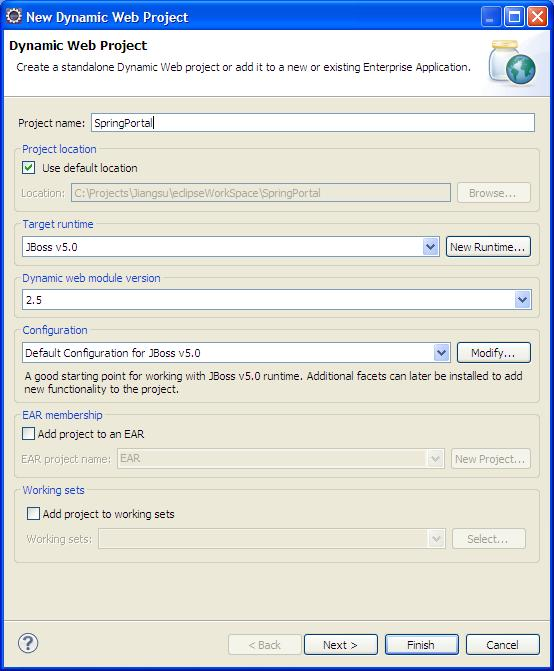 New Dynamic Web Project
Dynamic Web Project
Create a standalone Dynamic Web project or add it to a new or existing Enterprise Application.
Project name: SpringPortal
Project location
Use default location
Location: C:\Projects\Jiangsu\eclipseWorkSpace\SpringPortal Browse...
Target runtime
JBoss v5.0 New Runtime...
Dynamic web module version
2.5
Configuration
Default Configuration for JBoss v5.0 Modify...
A good starting point for working with JBoss v5.0 runtime. Additional facets can later be installed to add
new functionality to the project.
EAR membership
Add project to an EAR
EAR project name: EAR New Project...
Working sets
Add project to working sets
Working sets: Select...
? < Back Next > Finish Cancel